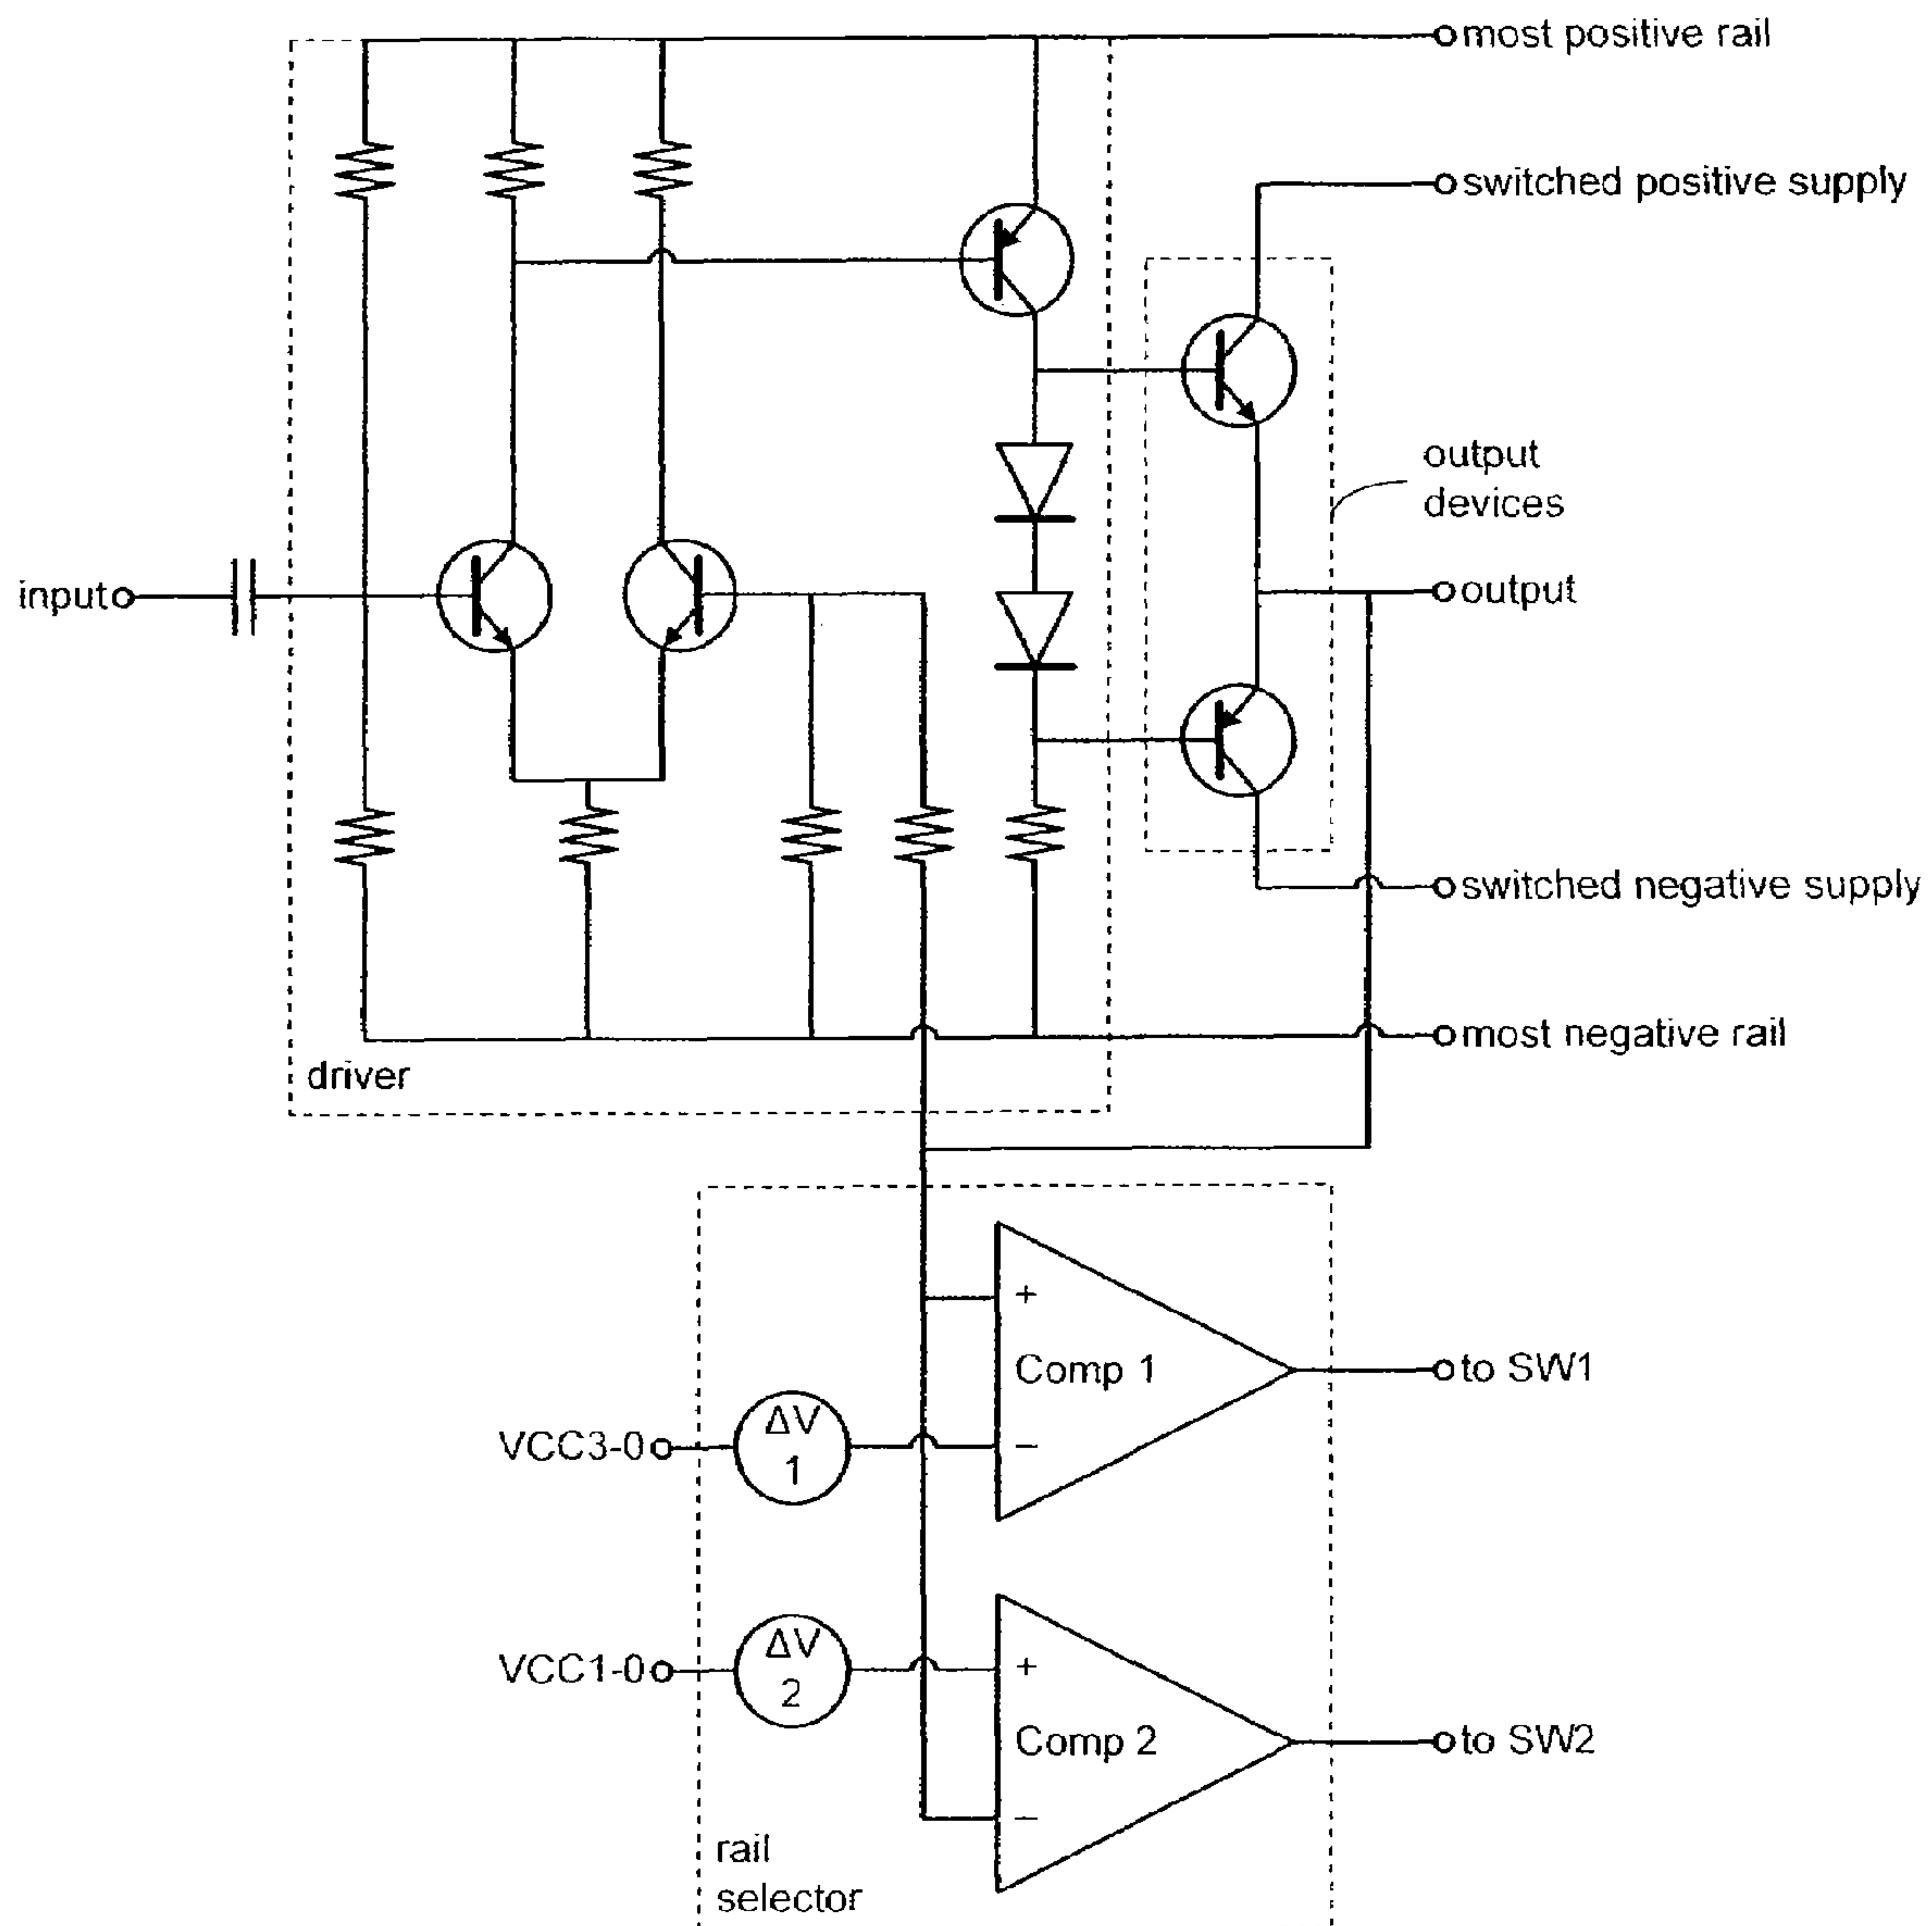 most positive rail
switched positive supply
output
devices
input
output
switched negative supply
most negative rail
driver
+
Comp 1
to SW1
ΔV
1
VCC3-0
−
ΔV
2
VCC1-0
+
Comp 2
to SW2
−
rail
selector